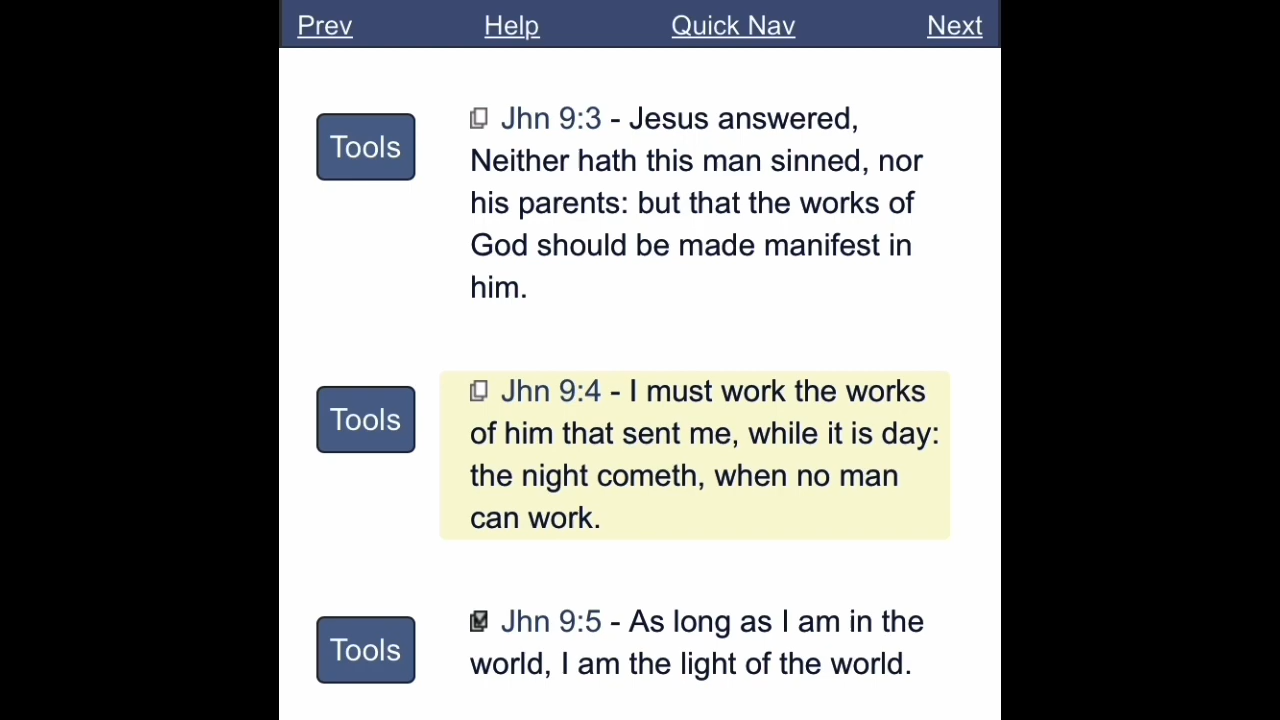 Prev Help Quick Nav Next
Tools
Jhn 9:3 - Jesus answered,
Neither hath this man sinned, nor
his parents: but that the works of
God should be made manifest in
him.
Tools
Jhn 9:4 - I must work the works
of him that sent me, while it is day:
the night cometh, when no man
can work.
Tools
Jhn 9:5 - As long as I am in the
world, I am the light of the world.